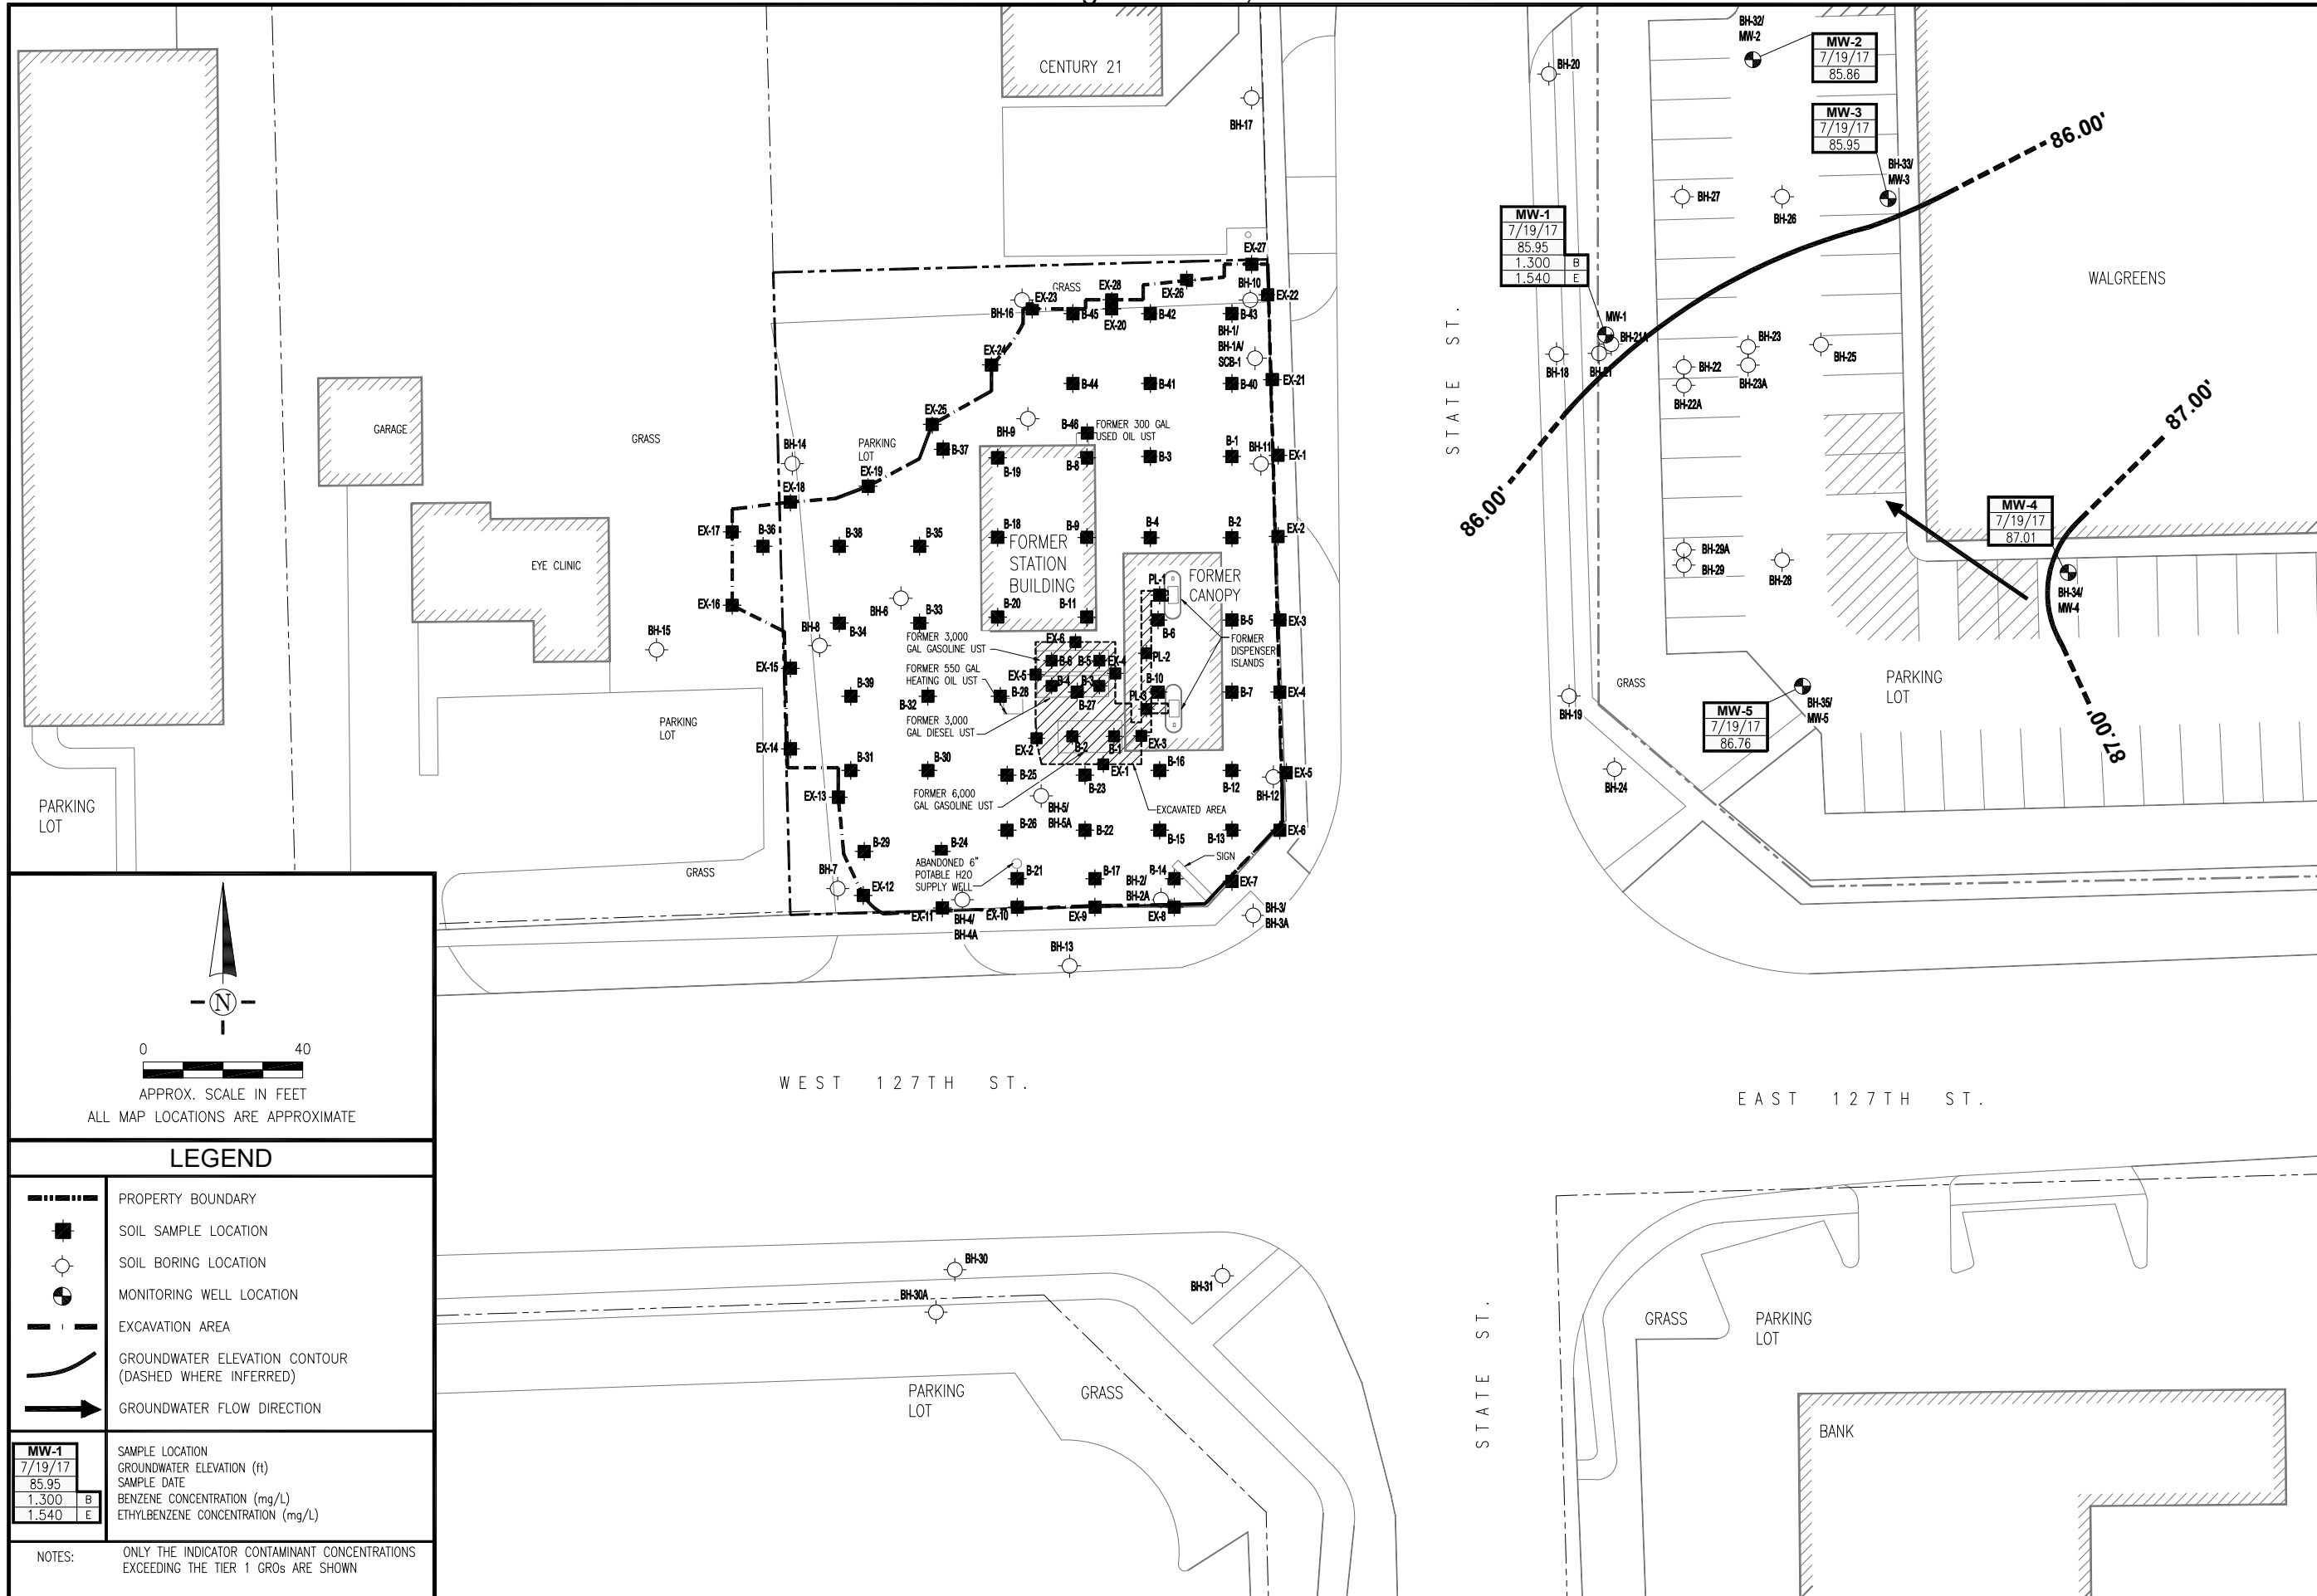 CENTURY 21
BH-17
BH-20
BH-32/
MW-2
MW-2
7/19/17
85.86
MW-3
7/19/17
85.95
BH-33/
MW-3
86.00'
BH-27
BH-26
MW-1
7/19/17
85.95
1.300 B
1.540 E
WALGREENS
MW-1
BH-21A
BH-18
BH-21
BH-22
BH-22A
BH-23
BH-23A
BH-25
STATE ST.
86.00'
87.00'
MW-4
7/19/17
87.01
BH-34/
MW-4
BH-29A
BH-29
BH-28
PARKING
LOT
GRASS
BH-19
MW-5
7/19/17
86.76
BH-35/
MW-5
87.00'
BH-24
EX-27
GRASS
EX-28
EX-26
BH-10
EX-22
EX-23
BH-16
B-45
EX-20
B-42
B-43
BH-1/
BH-1A/
SCB-1
EX-24
B-44
B-41
B-40
EX-21
EX-25
BH-9
B-46
FORMER 300 GAL
USED OIL UST
GARAGE
GRASS
PARKING
LOT
BH-14
B-37
B-19
B-8
B-3
B-1
BH-11
EX-1
EX-19
EX-18
EX-17
B-36
B-38
B-35
B-18
B-9
B-4
B-2
EX-2
FORMER
STATION
BUILDING
EYE CLINIC
PL-1
FORMER
CANOPY
EX-16
BH-6
B-33
B-34
B-20
B-11
B-6
B-5
EX-3
BH-15
BH-8
FORMER 3,000
GAL GASOLINE UST
EX-6
FORMER
DISPENSER
ISLANDS
PL-2
EX-15
FORMER 550 GAL
HEATING OIL UST
EX-5
B-6
B-5
EX-4
B-4
B-3
B-10
B-39
B-32
B-28
B-27
PL-3
B-7
EX-4
PARKING
LOT
FORMER 3,000
GAL DIESEL UST
EX-14
EX-2
B-2
B-1
EX-3
B-31
B-30
B-25
B-23
EX-1
B-16
B-12
BH-12
EX-5
EX-13
FORMER 6,000
GAL GASOLINE UST
BH-5/
BH-5A
EXCAVATED AREA
B-26
B-22
B-15
B-13
EX-6
PARKING
LOT
B-29
B-24
SIGN
GRASS
BH-7
ABANDONED 6"
POTABLE H2O
SUPPLY WELL
B-21
B-17
B-14
EX-7
EX-12
BH-2/
BH-2A
EX-11
BH-4/
BH-4A
EX-10
EX-9
EX-8
BH-3/
BH-3A
BH-13
N
0 40
APPROX. SCALE IN FEET
ALL MAP LOCATIONS ARE APPROXIMATE
WEST 127TH ST.
EAST 127TH ST.
LEGEND
PROPERTY BOUNDARY
SOIL SAMPLE LOCATION
SOIL BORING LOCATION
MONITORING WELL LOCATION
EXCAVATION AREA
GROUNDWATER ELEVATION CONTOUR
(DASHED WHERE INFERRED)
GROUNDWATER FLOW DIRECTION
MW-1
7/19/17
85.95
1.300 B
1.540 E
SAMPLE LOCATION
GROUNDWATER ELEVATION (ft)
SAMPLE DATE
BENZENE CONCENTRATION (mg/L)
ETHYLBENZENE CONCENTRATION (mg/L)
NOTES: ONLY THE INDICATOR CONTAMINANT CONCENTRATIONS
EXCEEDING THE TIER 1 GROs ARE SHOWN
BH-30
BH-30A
BH-31
PARKING
LOT
GRASS
STATE ST.
GRASS
PARKING
LOT
BANK